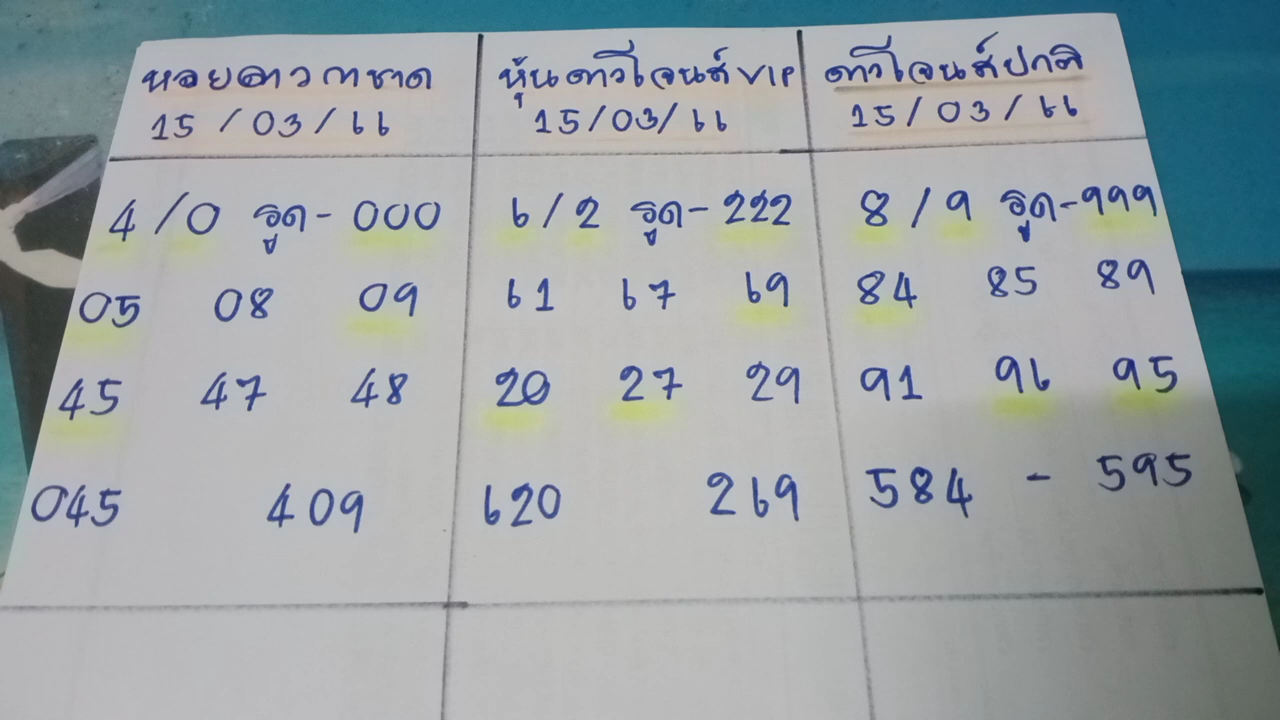 หวยลาวกาชาด
15/03/66
4/0 รูด-000
05 08 09
45 47 48
045 409
หุ้นดาวโจนส์VIP
15/03/66
6/2 รูด-222
61 67 69
20 27 29
620 269
ดาวโจนส์ปกติ
15/03/66
8/9 รูด-999
84 85 89
91 96 95
584 - 595